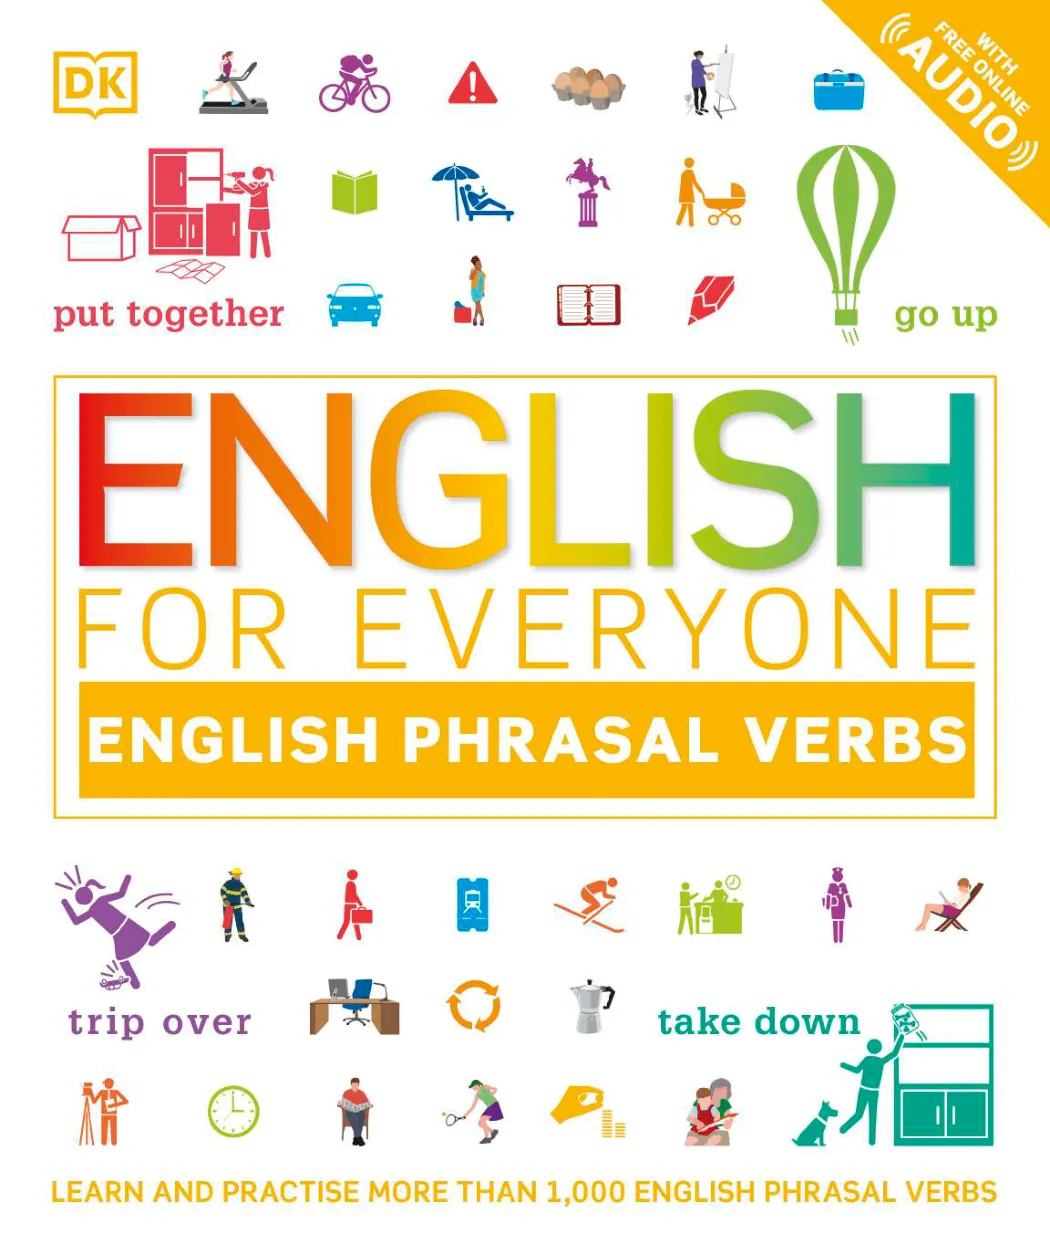 DK
WITH
FREE ONLINE
AUDIO
put together
go up
ENGLISH
FOR EVERYONE
ENGLISH PHRASAL VERBS
trip over
take down
LEARN AND PRACTISE MORE THAN 1,000 ENGLISH PHRASAL VERBS